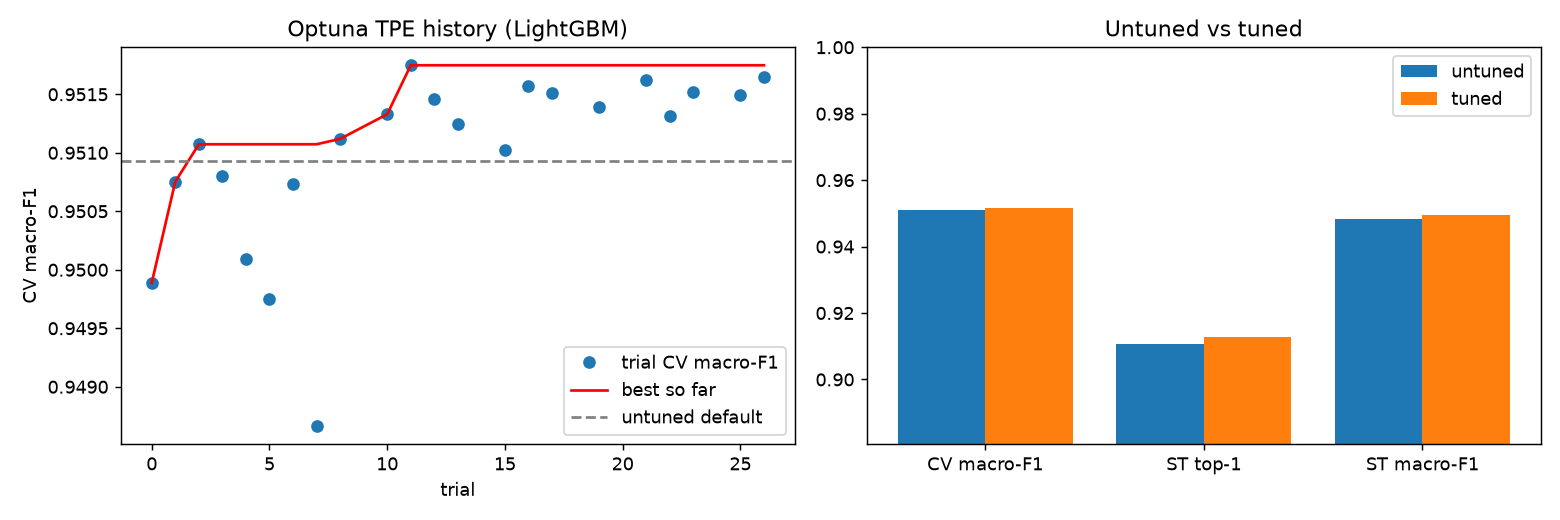 Optuna TPE history (LightGBM)
CV macro-F1
0.9515
0.9510
0.9505
0.9500
0.9495
0.9490
trial CV macro-F1
best so far
untuned default
0
5
10
15
20
25
trial
Untuned vs tuned
1.00
0.98
0.96
0.94
0.92
0.90
untuned
tuned
CV macro-F1
ST top-1
ST macro-F1